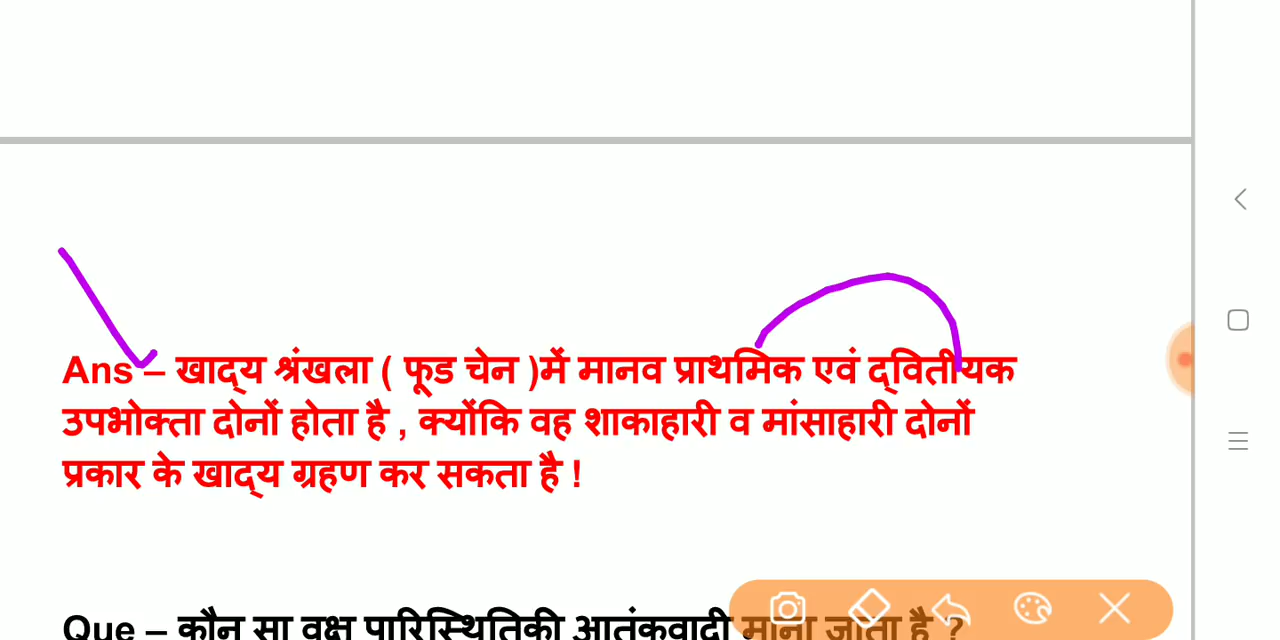 Ans – खाद्य श्रंखला ( फूड चेन )में मानव प्राथमिक एवं द्वितीयक
उपभोक्ता दोनों होता है , क्योंकि वह शाकाहारी व मांसाहारी दोनों
प्रकार के खाद्य ग्रहण कर सकता है !
Que – कौन सा वृक्ष पारिस्थितिकी आतंकवादी माना जाता है ?